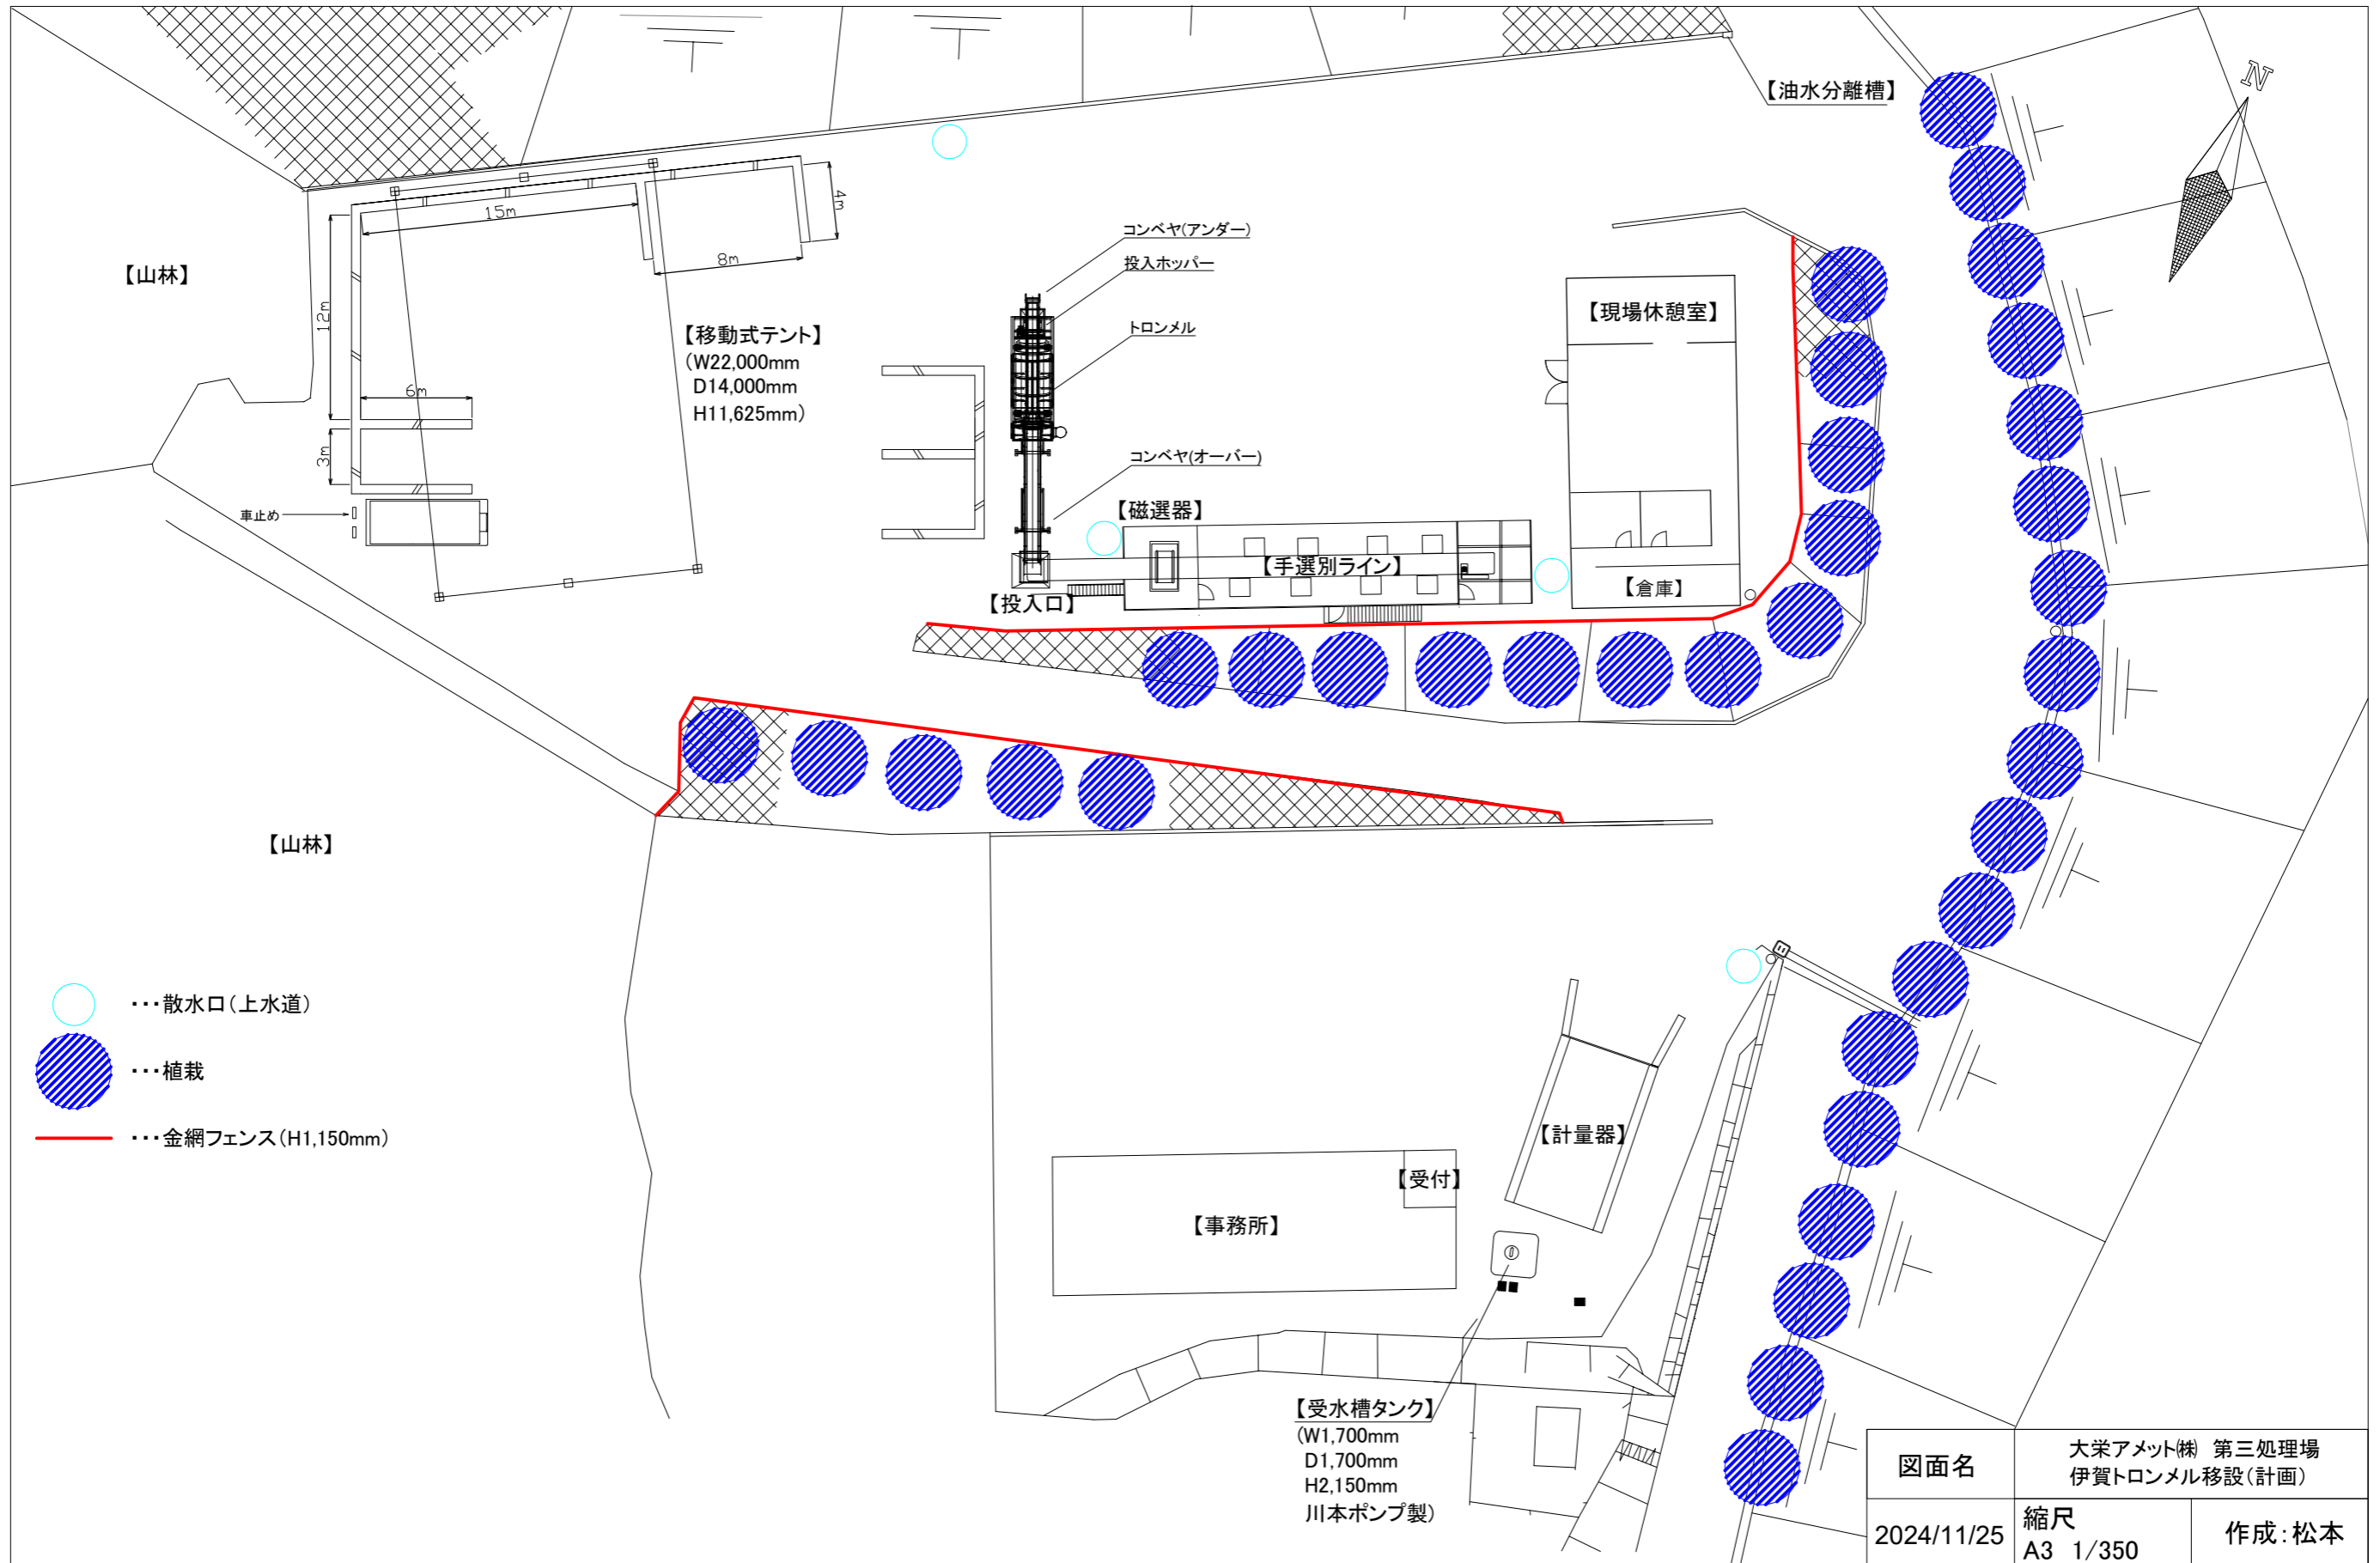 【油水分離槽】
N
15m
43
8m
コンベヤ(アンダー)
投入ホッパー
トロンメル
【山林】
12m
【移動式テント】
(W22,000mm
D14,000mm
H11,625mm)
【現場休憩室】
6m
3m
コンベヤ(オーバー)
車止め
【磁選器】
【手選別ライン】
【投入口】
【倉庫】
【山林】
・・・散水口(上水道)
・・・植栽
・・・金網フェンス(H1,150mm)
【計量器】
【受付】
【事務所】
【受水槽タンク】
(W1,700mm
D1,700mm
H2,150mm
川本ポンプ製)
図面名
大栄アメット㈱ 第三処理場
伊賀トロンメル移設(計画)
2024/11/25
縮尺
A3 1/350
作成:松本